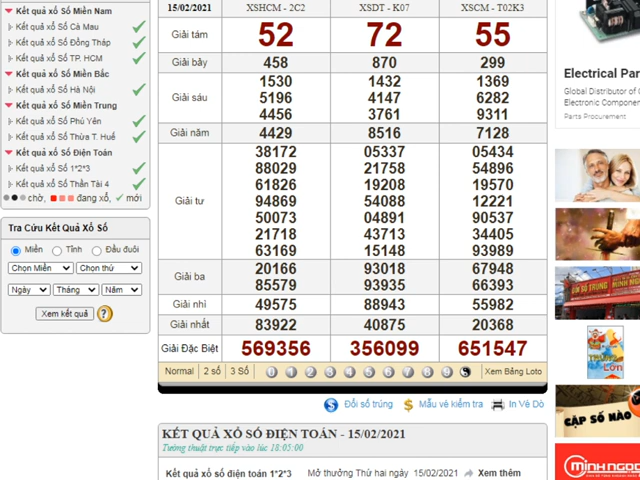 Kết quả xổ Số Miền Nam
Kết quả xổ Số Cà Mau
Kết quả xổ Số Đồng Tháp
Kết quả xổ Số TP. HCM
Kết quả xổ Số Miền Bắc
Kết quả xổ Số Hà Nội
Kết quả xổ Số Miền Trung
Kết quả xổ Số Phú Yên
Kết quả xổ Số Thừa T. Huế
Kết quả xổ Số Điện Toán
Kết quả xổ Số 1*2*3
Kết quả xổ Số Thần Tài 4
chờ, đang xổ, mới
Tra Cứu Kết Quả Xổ Số
Miền Tỉnh Đầu đuôi
Chọn Miền Chọn thứ
Ngày Tháng Năm
Xem kết quả ?
15/02/2021 XSHCM - 2C2 XSDT - K07 XSCM - T02K3
Giải tám 52 72 55
Giải bảy 458 870 299
Giải sáu 1530 1432 1369
5196 4147 6282
4456 3761 9311
Giải năm 4429 8516 7128
Giải tư 38172 05337 05434
88029 21758 54896
61826 19208 19570
94869 54088 12221
50073 04891 90537
21718 43713 34405
63169 15148 93989
Giải ba 20166 93018 67948
85579 93935 66393
Giải nhì 49575 88943 55982
Giải nhất 83922 40875 20368
Giải Đặc Biệt 569356 356099 651547
Normal 2 số 3 Số 0 1 2 3 4 5 6 7 8 9 Xem Bảng Loto
Đổi số trúng Mẫu vé kiểm tra In Vé Dò
KẾT QUẢ XỔ SỐ ĐIỆN TOÁN - 15/02/2021
Tường thuật trực tiếp vào lúc 18:05:00
Kết quả xổ số điện toán 1*2*3 Mở thưởng Thứ hai ngày 15/02/2021 Xem thêm
Electrical Par
Global Distributor of
Electronic Componen
Parts Procurement
ĐỔI SỐ TRÚNG MINH NGỌC
CẶP SỐ NÀO
MINH NGỌC